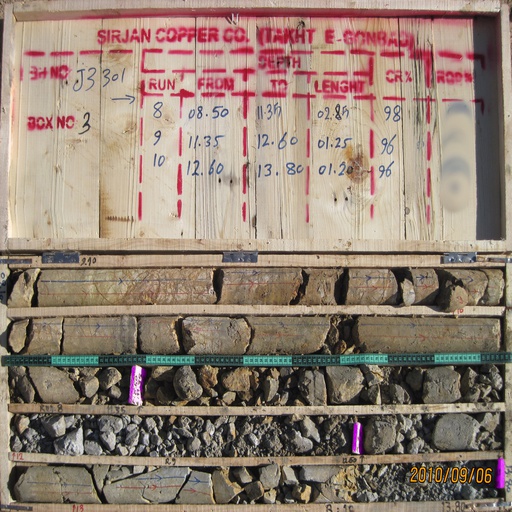 SIRJAN COPPER CO. (TAKHT E-GONBAD)
DEPTH
BH NO J3 301 RUN FROM TO LENGHT CR% RQD%
8 08.50 11.35 02.85 98
BOX NO 3
9 11.35 12.60 01.25 96
10 12.60 13.80 01.20 96
2010/09/06